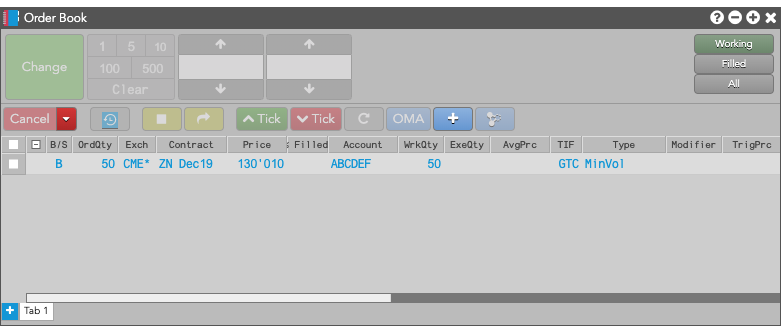 Order Book
Change
1 5 10
100 500
Clear
Working
Filled
All
Cancel Tick Tick OMA
B/S OrdQty Exch Contract Price % Filled Account WrkQty ExeQty AvgPrc TIF Type Modifier TrigPrc
B 50 CME* ZN Dec19 130'010 ABCDEF 50 GTC MinVol
Tab 1